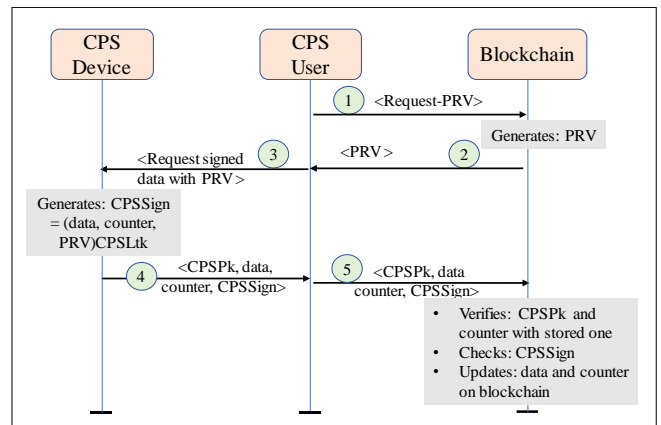 CPS
Device
CPS
User
Blockchain
1
<Request-PRV>
Generates: PRV
3
<Request signed
data with PRV>
<PRV>
2
Generates: CPSSign
= (data, counter,
PRV)CPSLtk
4
<CPSPk, data,
counter, CPSSign>
5
<CPSPk, data
counter, CPSSign>
• Verifies: CPSPk and
counter with stored
one
• Checks: CPSSign
• Updates: data and counter
on blockchain